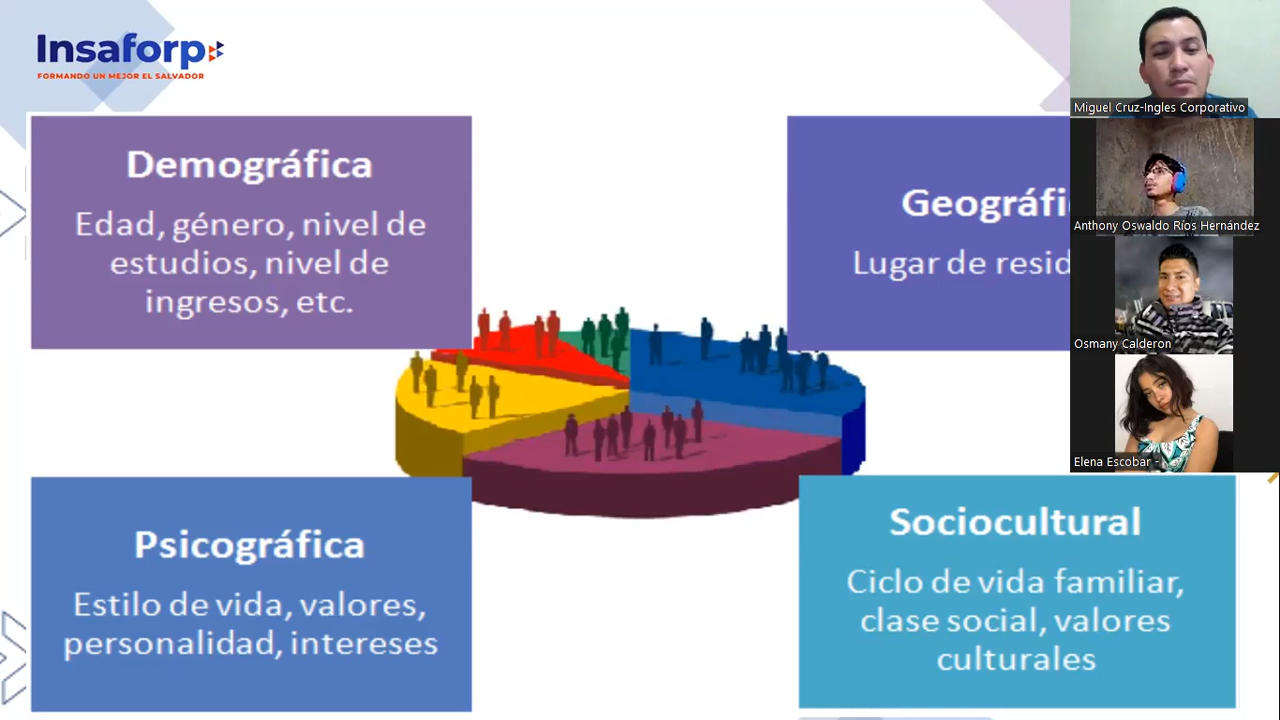 Insaforp
FORMANDO UN MEJOR EL SALVADOR
Demográfica
Edad, género, nivel de
estudios, nivel de
ingresos, etc.
Lugar de
Psicográfica
Estilo de vida, valores,
personalidad, intereses
Sociocultural
Ciclo de vida familiar,
clase social, valores
culturales
Miguel Cruz-Ingles Corporativo
Anthony Oswaldo Ríos Hernández
Osmany Calderon
Elena Escobar -